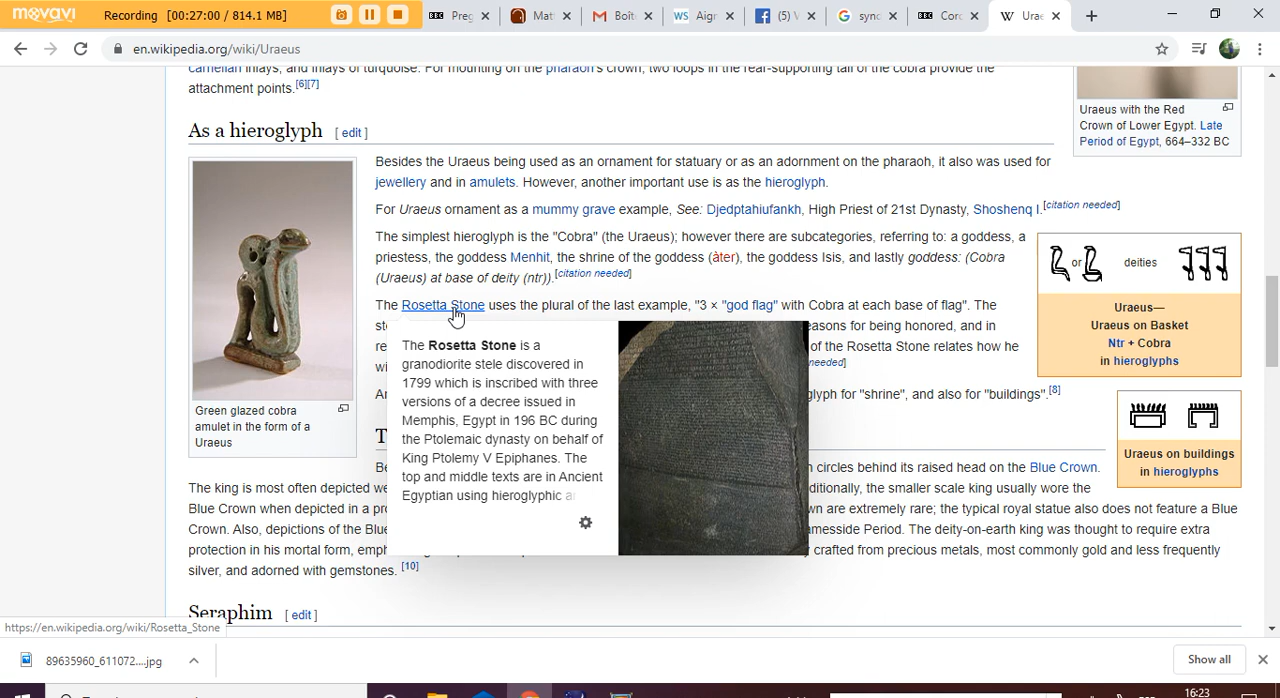 movavi Recording [00:27:00 / 814.1 MB]
BBC Preg
Mat
Boît
WS Aigr
(5) V
sync
BBC Corc
W Urae
en.wikipedia.org/wiki/Uraeus
carnelian inlays, and inlays of turquoise. For mounting on the pharaoh's crown, two loops in the rear-supporting tail of the cobra provide the
attachment points.[6][7]
Uraeus with the Red
Crown of Lower Egypt. Late
Period of Egypt, 664–332 BC
As a hieroglyph [ edit ]
Besides the Uraeus being used as an ornament for statuary or as an adornment on the pharaoh, it also was used for
jewellery and in amulets. However, another important use is as the hieroglyph.
For Uraeus ornament as a mummy grave example, See: Djedptahiufankh, High Priest of 21st Dynasty, Shoshenq I.[citation needed]
The simplest hieroglyph is the "Cobra" (the Uraeus); however there are subcategories, referring to: a goddess, a
priestess, the goddess Menhit, the shrine of the goddess (àter), the goddess Isis, and lastly goddess: (Cobra
(Uraeus) at base of deity (ntr)).[citation needed]
The Rosetta Stone uses the plural of the last example, "3 × "god flag" with Cobra at each base of flag". The
easons for being honored, and in
of the Rosetta Stone relates how he
needed]
glyph for "shrine", and also for "buildings".[8]
Green glazed cobra
amulet in the form of a
Uraeus
or
deities
Uraeus—
Uraeus on Basket
Ntr + Cobra
in hieroglyphs
Uraeus on buildings
in hieroglyphs
The Rosetta Stone is a
granodiorite stele discovered in
1799 which is inscribed with three
versions of a decree issued in
Memphis, Egypt in 196 BC during
the Ptolemaic dynasty on behalf of
King Ptolemy V Epiphanes. The
top and middle texts are in Ancient
Egyptian using hieroglyphic a
circles behind its raised head on the Blue Crown.
The king is most often depicted we
ditionally, the smaller scale king usually wore the
Blue Crown when depicted in a pr
wn are extremely rare; the typical royal statue also does not feature a Blue
Crown. Also, depictions of the Blue
amesside Period. The deity-on-earth king was thought to require extra
protection in his mortal form, emph
crafted from precious metals, most commonly gold and less frequently
silver, and adorned with gemstones. [10]
Seraphim [ edit ]
https://en.wikipedia.org/wiki/Rosetta_Stone
89635960_611072....jpg
Show all
16:23